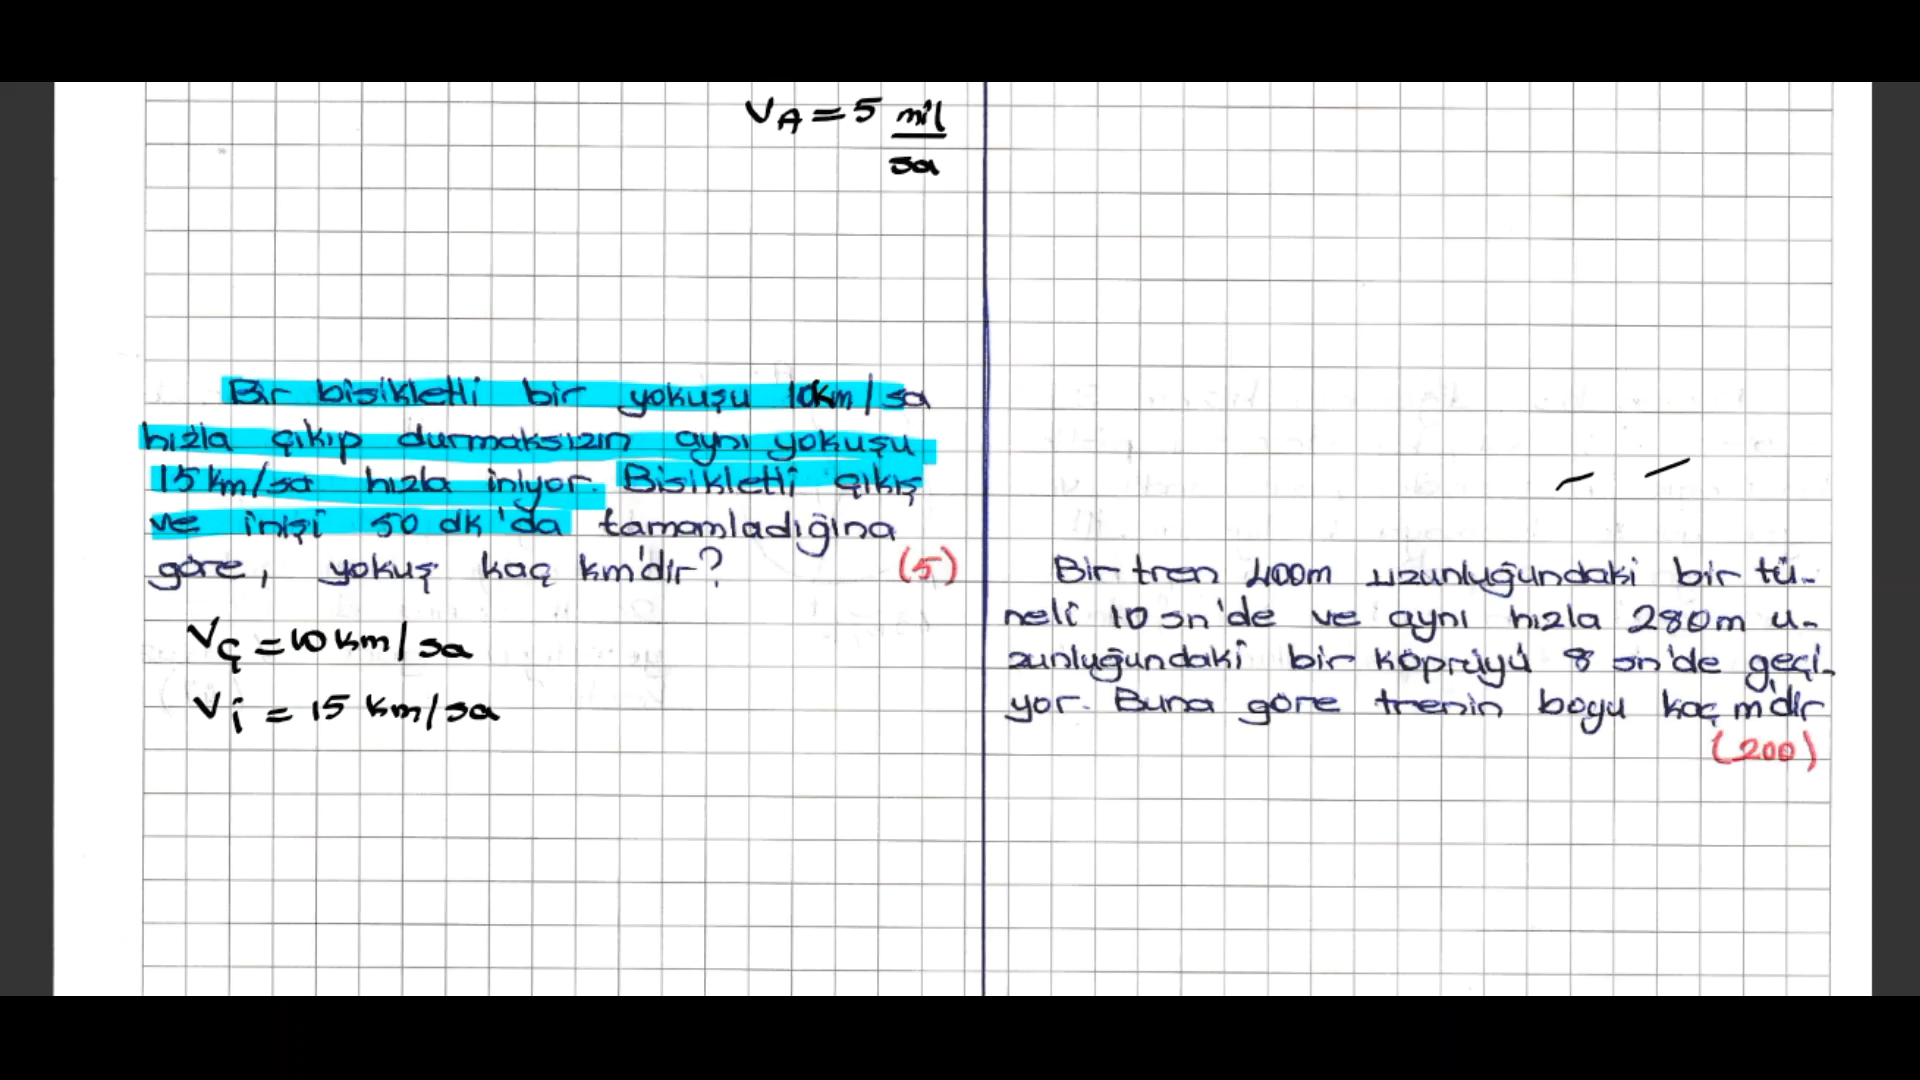 VA = 5 mil
sa
Bir bisikletli bir yokuşu 10km/sa
hızla çıkıp durmaksızın aynı yokuşu
15km/sa hızla iniyor. Bisikletli çıkış
ve inişi 50 dk'da tamamladığına
göre, yokuş kaç km'dir? (5)
Vç = 10 km/sa
Vi = 15 km/sa
Bir tren 400m uzunluğundaki bir tü-
neli 10 sn'de ve aynı hızla 280m u-
zunluğundaki bir köprüyü 8 sn'de geçi-
yor. Buna göre trenin boyu kaç m'dir
(200)